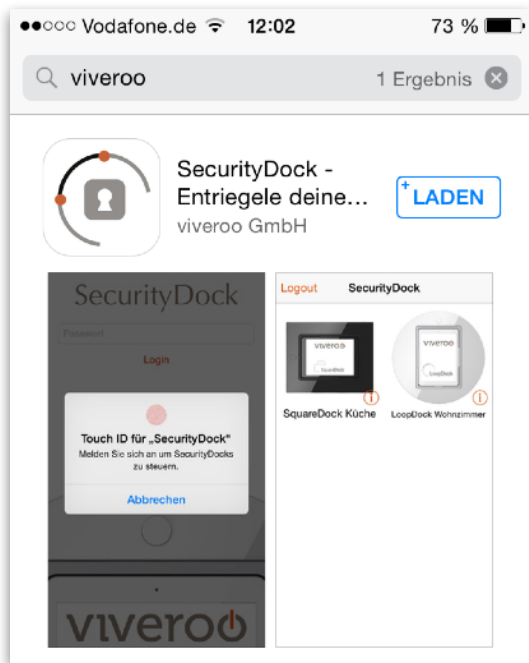 Vodafone.de 12:02 73 %
viveroo 1 Ergebnis
SecurityDock -
Entriegele deine...
viveroo GmbH
+LADEN
SecurityDock
Passwort
Login
Touch ID für „SecurityDock"
Melden Sie sich an um SecurityDocks
zu steuern.
Abbrechen
viveroo
Logout SecurityDock
viveroo
SquareDock
viveroo
LoopDock
SquareDock Küche
LoopDock Wohnzimmer